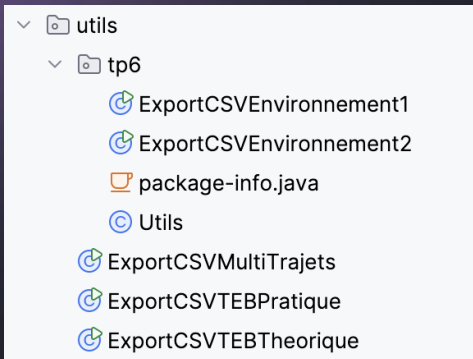 utils
tp6
ExportCSVEnvironnement1
ExportCSVEnvironnement2
package-info.java
Utils
ExportCSVMultiTrajets
ExportCSVTEBPratique
ExportCSVTEBTheorique